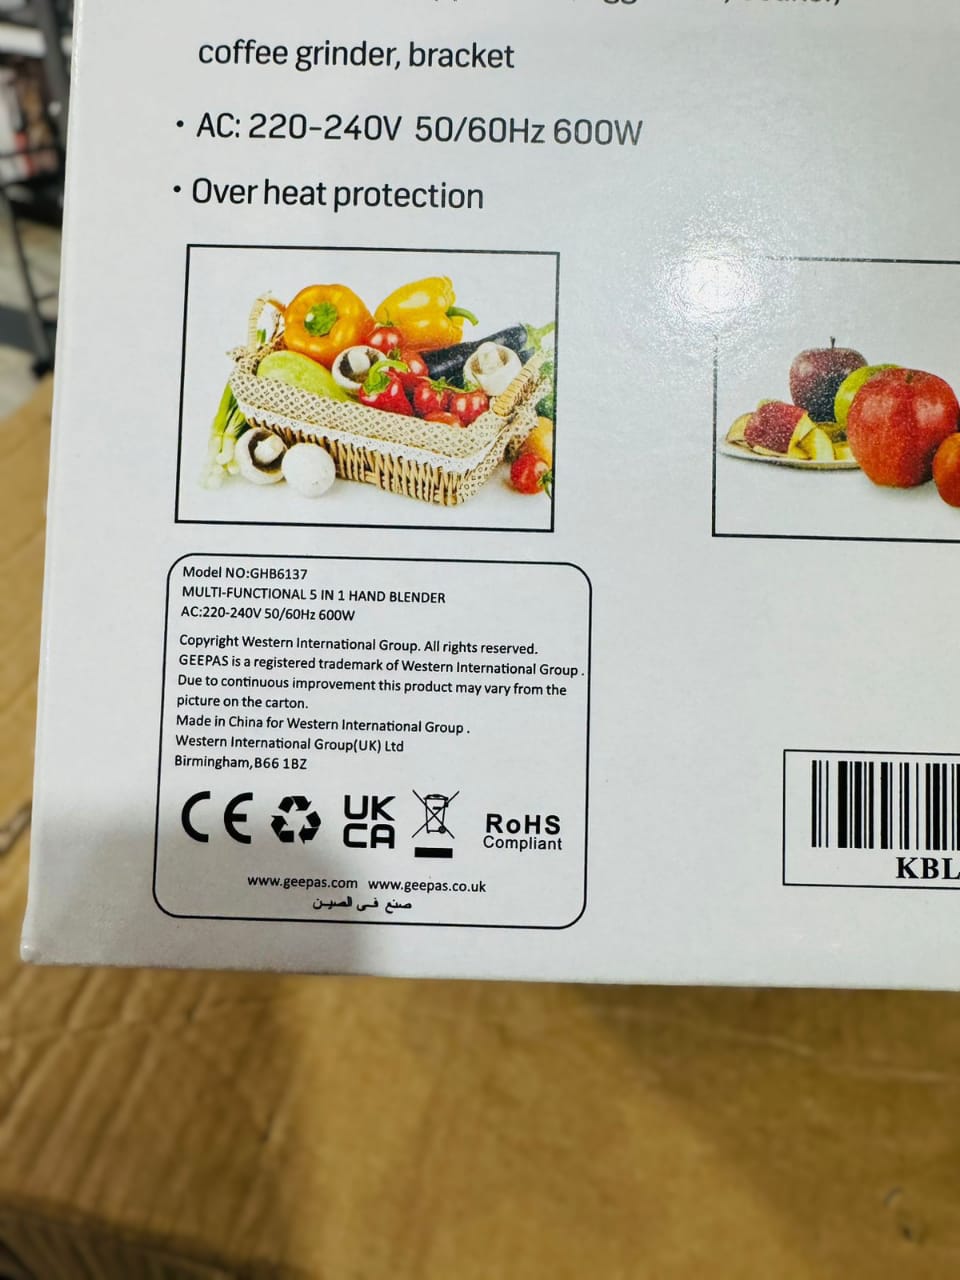 coffee grinder, bracket
• AC: 220-240V 50/60Hz 600W
• Over heat protection
Model NO:GHB6137
MULTI-FUNCTIONAL 5 IN 1 HAND BLENDER
AC:220-240V 50/60Hz 600W
Copyright Western International Group. All rights reserved.
GEEPAS is a registered trademark of Western International Group .
Due to continuous improvement this product may vary from the
picture on the carton.
Made in China for Western International Group .
Western International Group(UK) Ltd
Birmingham,B66 1BZ
CE
UK
CA
RoHS
Compliant
www.geepas.com www.geepas.co.uk
صنع في الصين
KBL